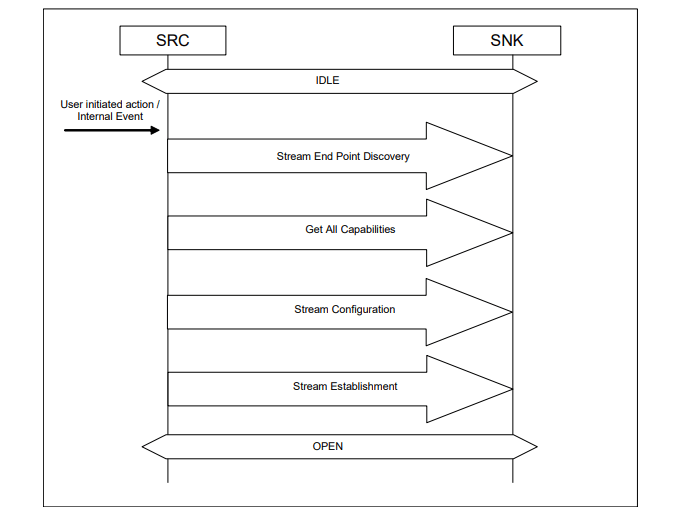 SRC
SNK
IDLE
User initiated action /
Internal Event
Stream End Point Discovery
Get All Capabilities
Stream Configuration
Stream Establishment
OPEN